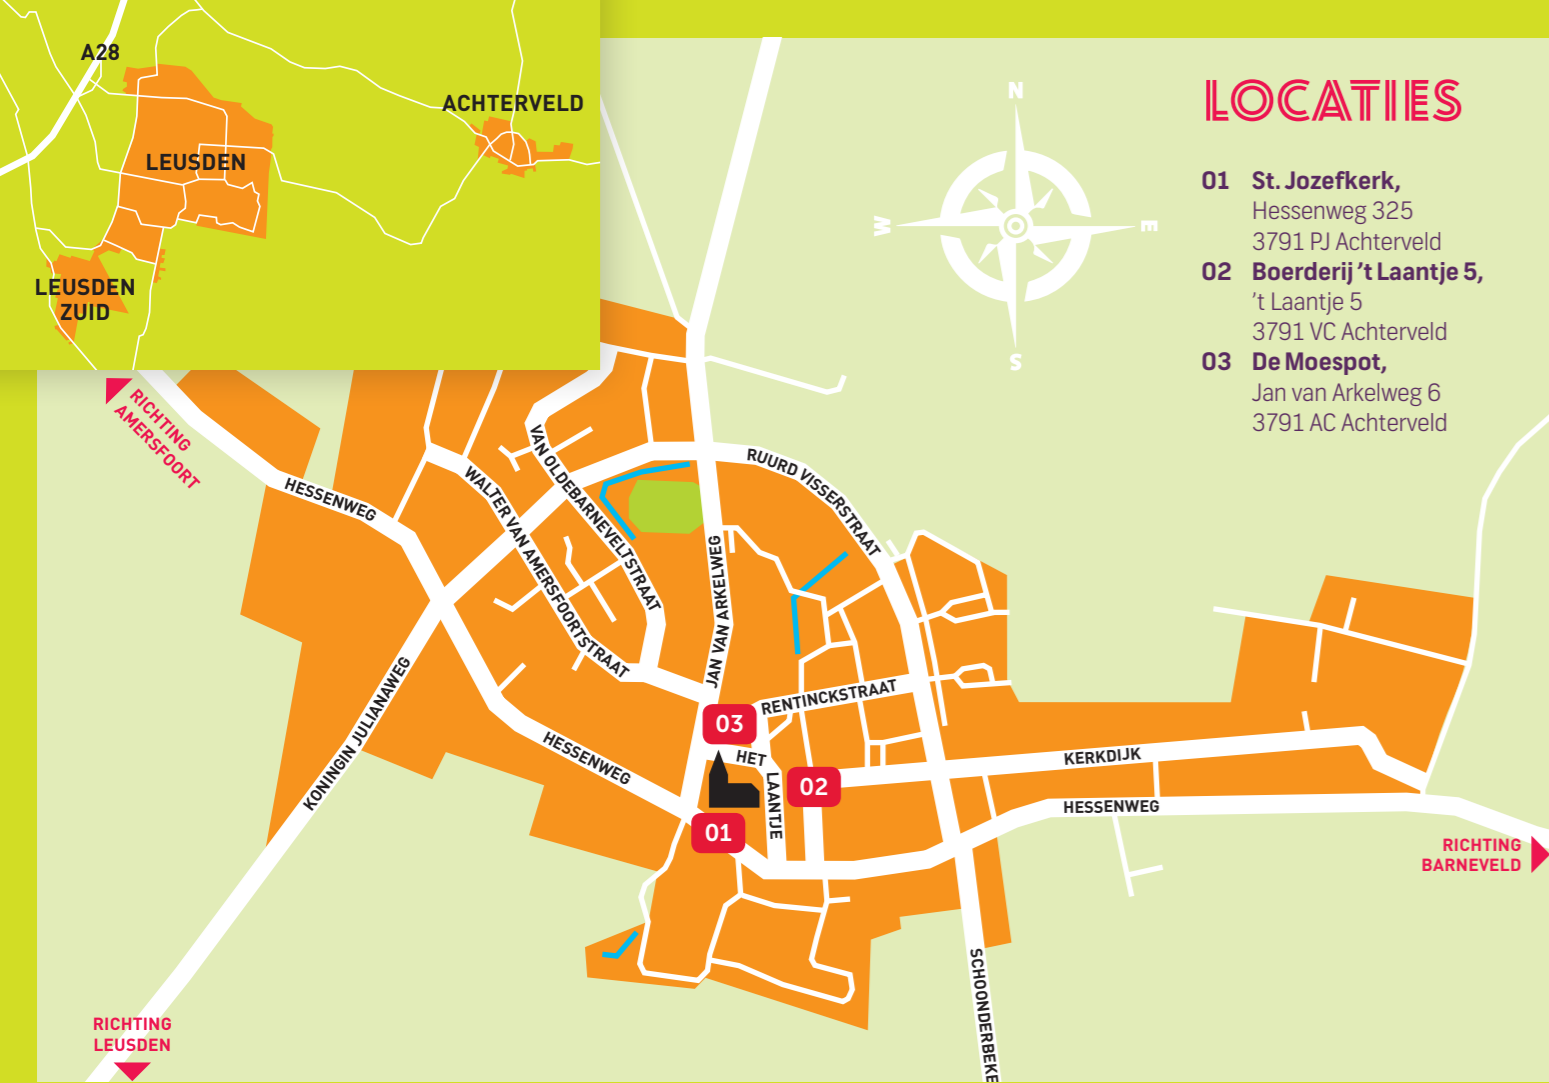 A28
ACHTERVELD
LEUSDEN
LEUSDEN
ZUID
LOCATIES
01 St. Jozefkerk,
Hessenweg 325
3791 PJ Achterveld
02 Boerderij ’t Laantje 5,
’t Laantje 5
3791 VC Achterveld
03 De Moespot,
Jan van Arkelweg 6
3791 AC Achterveld
N
W
E
S
RICHTING
AMERSFOORT
HESSENWEG
WALTER VAN AMERSFOORTSTRAAT
VAN OLDEBARNEVELTSTRAAT
RUURD VISSERSTRAAT
JAN VAN ARKELWEG
KONINGIN JULIANAWEG
RENTINCKSTRAAT
03
HET
LAANTJE
02
01
HESSENWEG
KERKDIJK
HESSENWEG
RICHTING
BARNEVELD
SCHOONDERBEKE
RICHTING
LEUSDEN